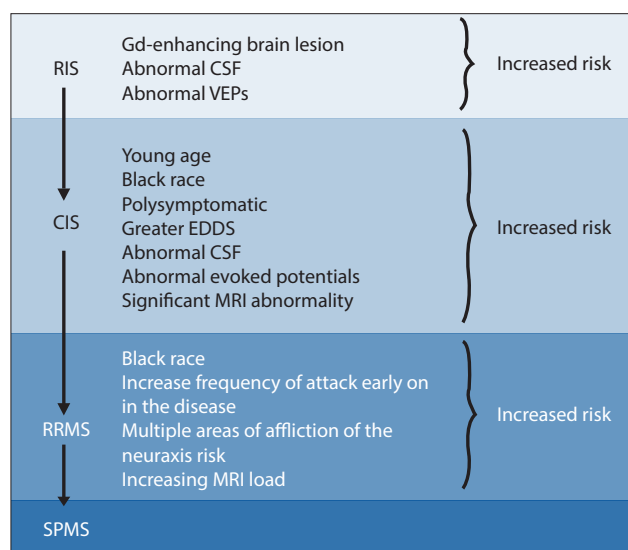 RIS
Gd-enhancing brain lesion
Abnormal CSF
Abnormal VEPs
Increased risk
CIS
Young age
Black race
Polysymptomatic
Greater EDDS
Abnormal CSF
Abnormal evoked potentials
Significant MRI abnormality
Increased risk
RRMS
Black race
Increase frequency of attack early on
in the disease
Multiple areas of affliction of the
neuraxis risk
Increasing MRI load
Increased risk
SPMS